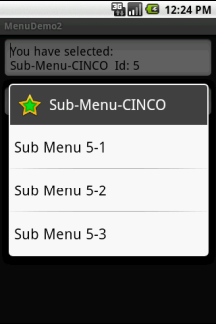 3G
12:24 PM
MenuDemo2
You have selected:
Sub-Menu-CINCO Id: 5
Sub-Menu-CINCO
Sub Menu 5-1
Sub Menu 5-2
Sub Menu 5-3